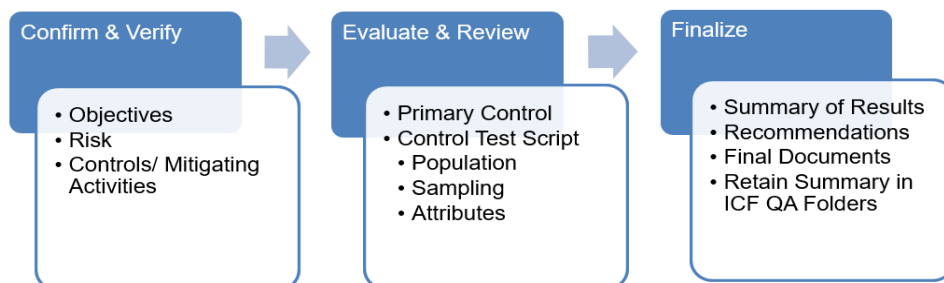 Confirm & Verify
• Objectives
• Risk
• Controls/ Mitigating
Activities
Evaluate & Review
• Primary Control
• Control Test Script
• Population
• Sampling
• Attributes
Finalize
• Summary of Results
• Recommendations
• Final Documents
• Retain Summary in
ICF QA Folders